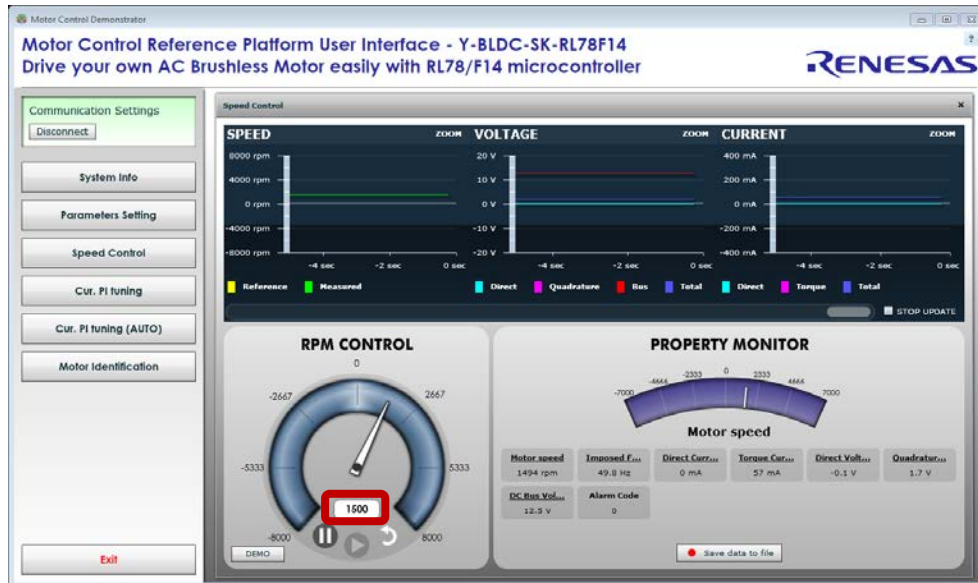 Motor Control Demonstrator
Motor Control Reference Platform User Interface - Y-BLDC-SK-RL78F14
Drive your own AC Brushless Motor easily with RL78/F14 microcontroller
?
RENESAS
Communication Settings
Disconnect
System Info
Parameters Setting
Speed Control
Cur. PI tuning
Cur. PI tuning (AUTO)
Motor Identification
Exit
Speed Control
x
SPEED ZOOM
8000 rpm
4000 rpm
0 rpm
-4000 rpm
-8000 rpm
-4 sec -2 sec 0 sec
Reference Measured
VOLTAGE ZOOM
20 V
10 V
0 V
-10 V
-20 V
-4 sec -2 sec 0 sec
Direct Quadrature Bus Total
CURRENT ZOOM
400 mA
200 mA
0 mA
-200 mA
-400 mA
-4 sec -2 sec 0 sec
Direct Torque Total
STOP UPDATE
RPM CONTROL
0
-2667 2667
-5333 5333
1500
-8000 8000
DEMO
PROPERTY MONITOR
-7000 -4666 -2333 0 2333 4666 7000
Motor speed
Motor speed Imposed F... Direct Curr... Torque Cur... Direct Volt... Quadratur...
1494 rpm 49.8 Hz 0 mA 57 mA -0.1 V 1.7 V
DC Bus Vol... Alarm Code
12.5 V 0
Save data to file